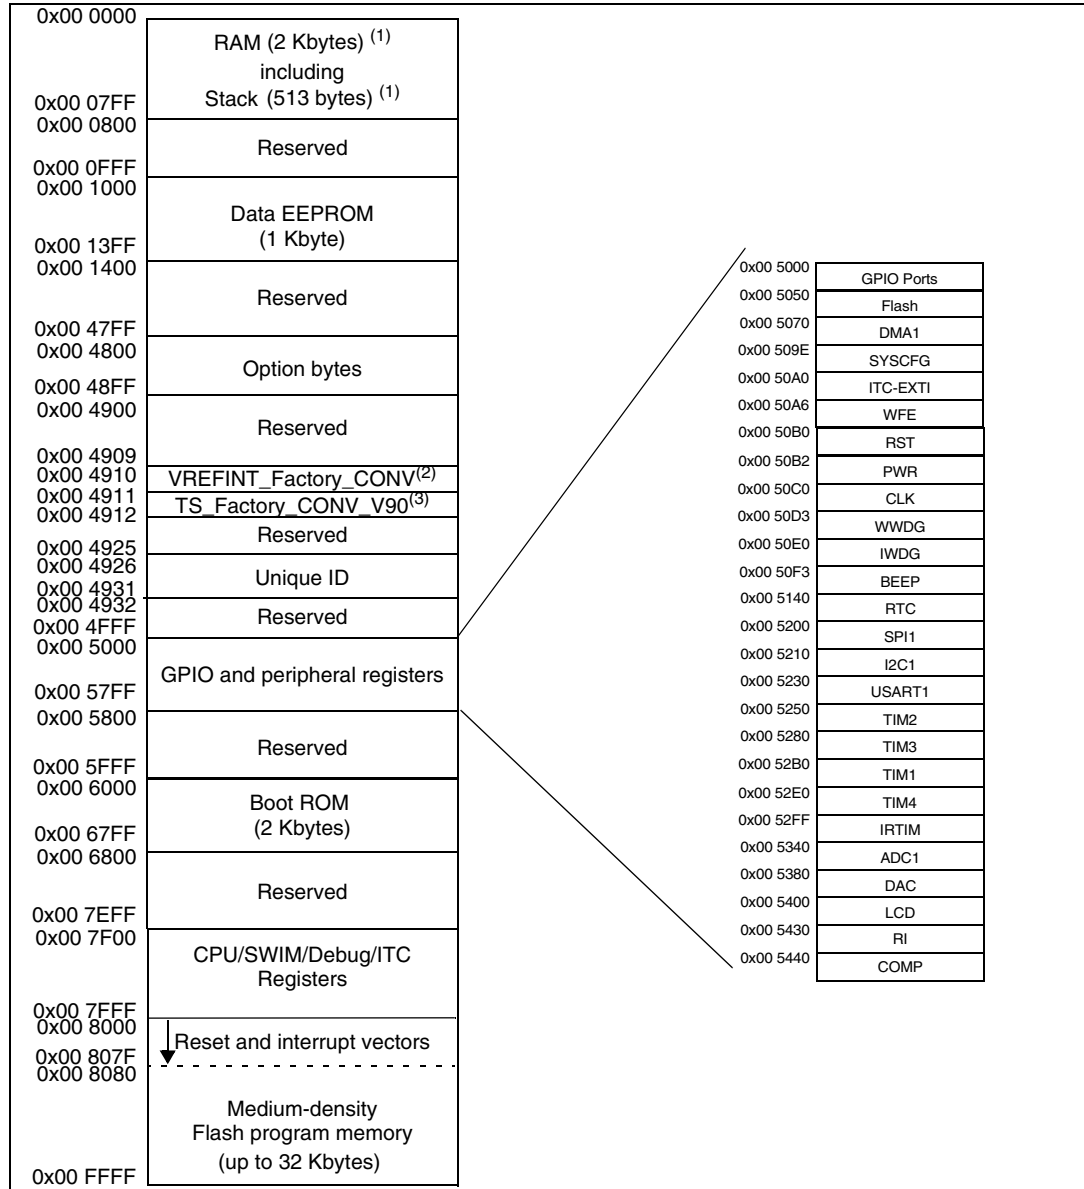 0x00 0000
RAM (2 Kbytes) (1)
including
Stack (513 bytes) (1)
0x00 07FF
0x00 0800
Reserved
0x00 0FFF
0x00 1000
Data EEPROM
(1 Kbyte)
0x00 13FF
0x00 1400
Reserved
0x00 47FF
0x00 4800
Option bytes
0x00 48FF
0x00 4900
Reserved
0x00 4909
0x00 4910
VREFINT_Factory_CONV(2)
0x00 4911
TS_Factory_CONV_V90(3)
0x00 4912
Reserved
0x00 4925
0x00 4926
Unique ID
0x00 4931
0x00 4932
Reserved
0x00 4FFF
0x00 5000
GPIO and peripheral registers
0x00 57FF
0x00 5800
Reserved
0x00 5FFF
0x00 6000
Boot ROM
(2 Kbytes)
0x00 67FF
0x00 6800
Reserved
0x00 7EFF
0x00 7F00
CPU/SWIM/Debug/ITC
Registers
0x00 7FFF
0x00 8000
Reset and interrupt vectors
0x00 807F
0x00 8080
Medium-density
Flash program memory
(up to 32 Kbytes)
0x00 FFFF
0x00 5000
GPIO Ports
0x00 5050
Flash
0x00 5070
DMA1
0x00 509E
SYSCFG
0x00 50A0
ITC-EXTI
0x00 50A6
WFE
0x00 50B0
RST
0x00 50B2
PWR
0x00 50C0
CLK
0x00 50D3
WWDG
0x00 50E0
IWDG
0x00 50F3
BEEP
0x00 5140
RTC
0x00 5200
SPI1
0x00 5210
I2C1
0x00 5230
USART1
0x00 5250
TIM2
0x00 5280
TIM3
0x00 52B0
TIM1
0x00 52E0
TIM4
0x00 52FF
IRTIM
0x00 5340
ADC1
0x00 5380
DAC
0x00 5400
LCD
0x00 5430
RI
0x00 5440
COMP